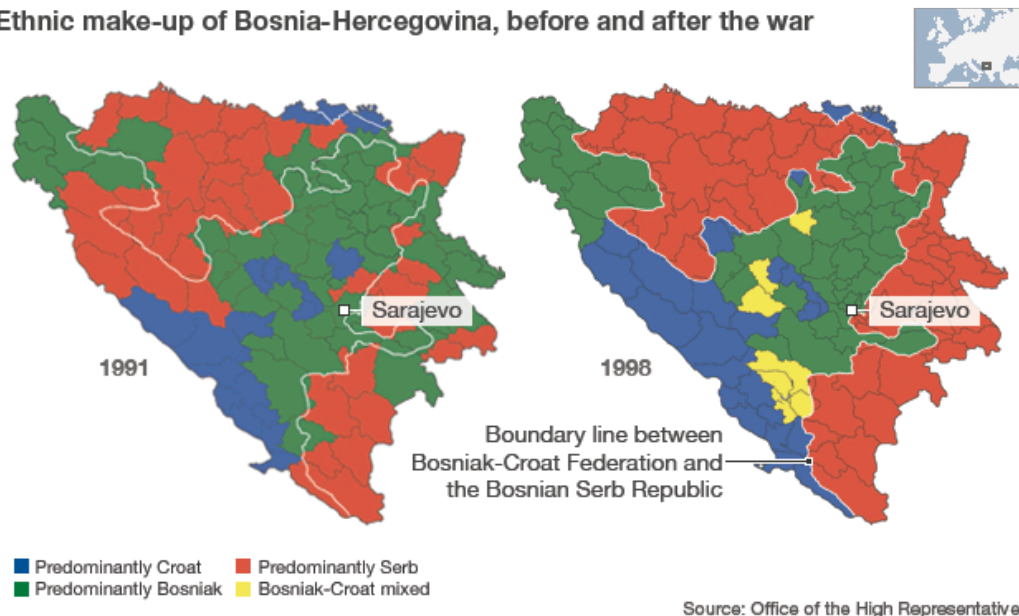 Ethnic make-up of Bosnia-Hercegovina, before and after the war
Sarajevo
1991
Sarajevo
1998
Boundary line between
Bosniak-Croat Federation and
the Bosnian Serb Republic
Predominantly Croat
Predominantly Serb
Predominantly Bosniak
Bosniak-Croat mixed
Source: Office of the High Representative